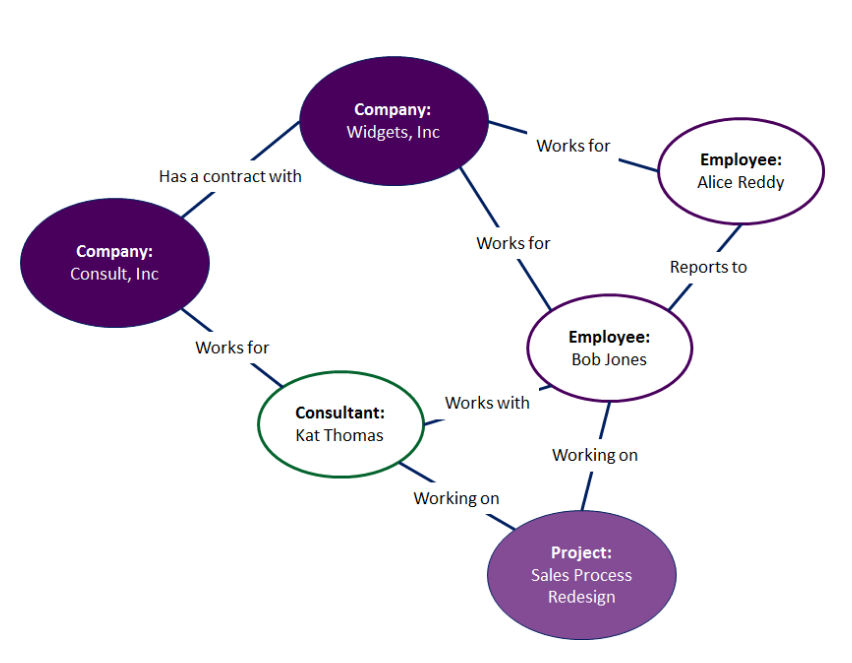 Company:
Widgets, Inc
Works for
Employee:
Alice Reddy
Has a contract with
Company:
Consult, Inc
Works for
Reports to
Employee:
Bob Jones
Works for
Consultant:
Kat Thomas
Works with
Working on
Working on
Project:
Sales Process
Redesign